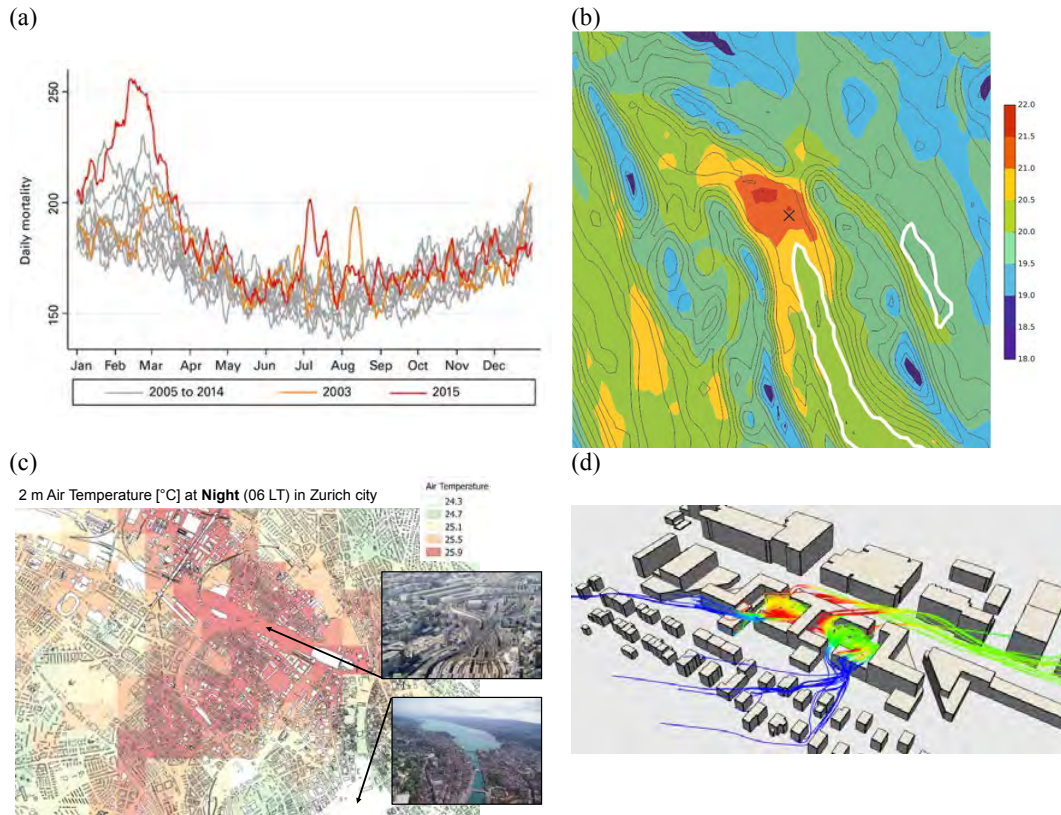 (a)
(b)
Daily mortality
250
200
150
Jan Feb Mar Apr May Jun Jul Aug Sep Oct Nov Dec
2005 to 2014 2003 2015
22.0
21.5
21.0
20.5
20.0
19.5
19.0
18.5
18.0
(c)
(d)
2 m Air Temperature [°C] at Night (06 LT) in Zurich city
Air Temperature
24.3
24.7
25.1
25.5
25.9